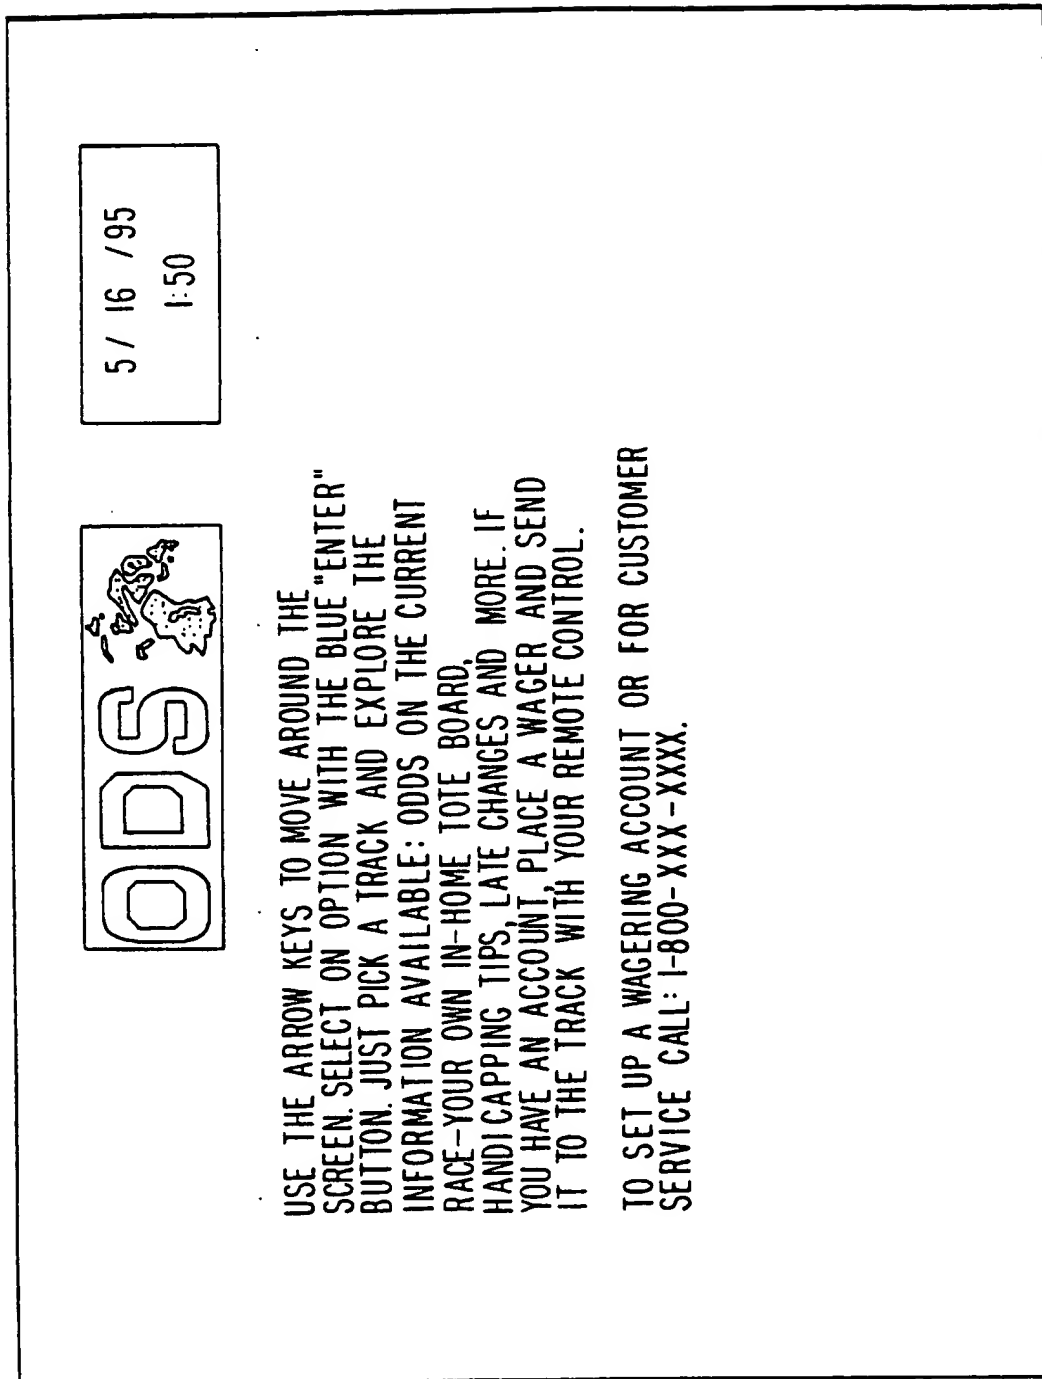 ODS
5/ 16 /95
1:50
USE THE ARROW KEYS TO MOVE AROUND THE
SCREEN. SELECT ON OPTION WITH THE BLUE "ENTER"
BUTTON. JUST PICK A TRACK AND EXPLORE THE
INFORMATION AVAILABLE: ODDS ON THE CURRENT
RACE-YOUR OWN IN-HOME TOTE BOARD,
HANDICAPPING TIPS, LATE CHANGES AND MORE. IF
YOU HAVE AN ACCOUNT, PLACE A WAGER AND SEND
IT TO THE TRACK WITH YOUR REMOTE CONTROL.
TO SET UP A WAGERING ACCOUNT OR FOR CUSTOMER
SERVICE CALL: 1-800-XXX-XXXX.